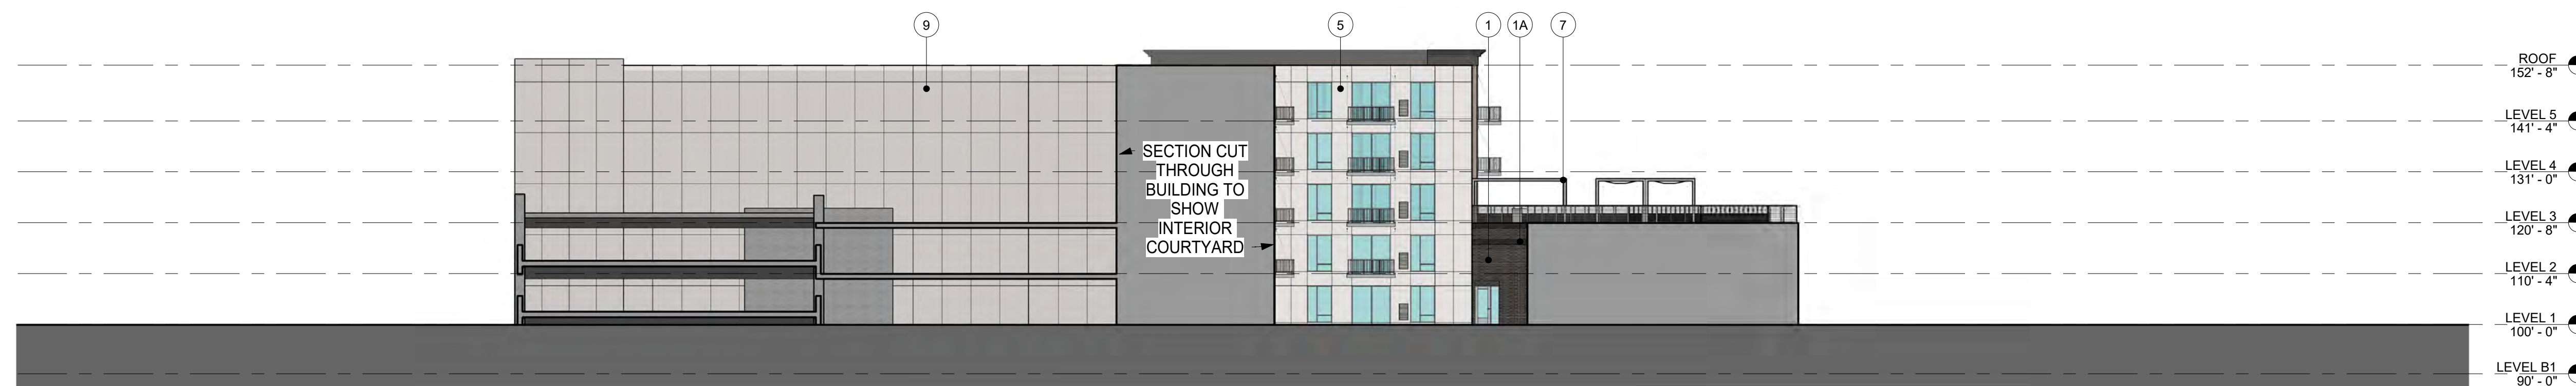 9
5
1
1A
7
ROOF
152' - 8"
LEVEL 5
141' - 4"
LEVEL 4
131' - 0"
LEVEL 3
120' - 8"
LEVEL 2
110' - 4"
LEVEL 1
100' - 0"
LEVEL B1
90' - 0"
SECTION CUT
THROUGH
BUILDING TO
SHOW
INTERIOR
COURTYARD